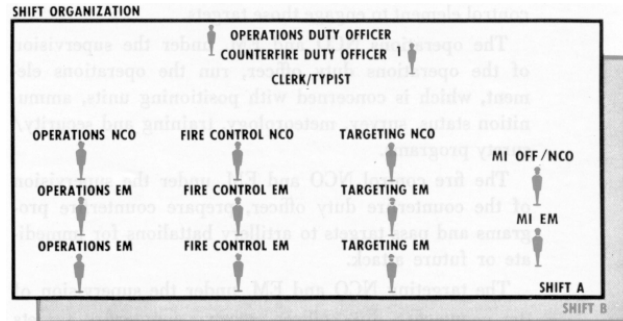 SHIFT ORGANIZATION
OPERATIONS DUTY OFFICER
COUNTERFIRE DUTY OFFICER 1
CLERK/TYPIST
OPERATIONS NCO FIRE CONTROL NCO TARGETING NCO
MI OFF/NCO
OPERATIONS EM FIRE CONTROL EM TARGETING EM
MI EM
OPERATIONS EM FIRE CONTROL EM TARGETING EM
SHIFT A
SHIFT B